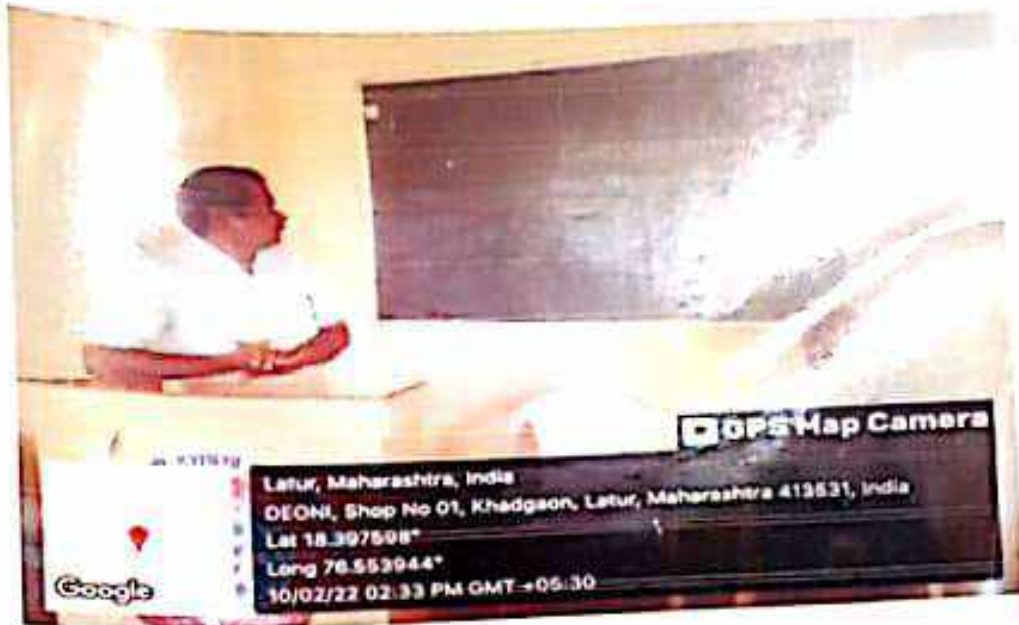 GPS Map Camera
Latur, Maharashtra, India
DEONI, Shop No 01, Khadgaon, Latur, Maharashtra 413531, India
Lat 18.397598°
Long 76.553944°
10/02/22 02:33 PM GMT +05:30
Google